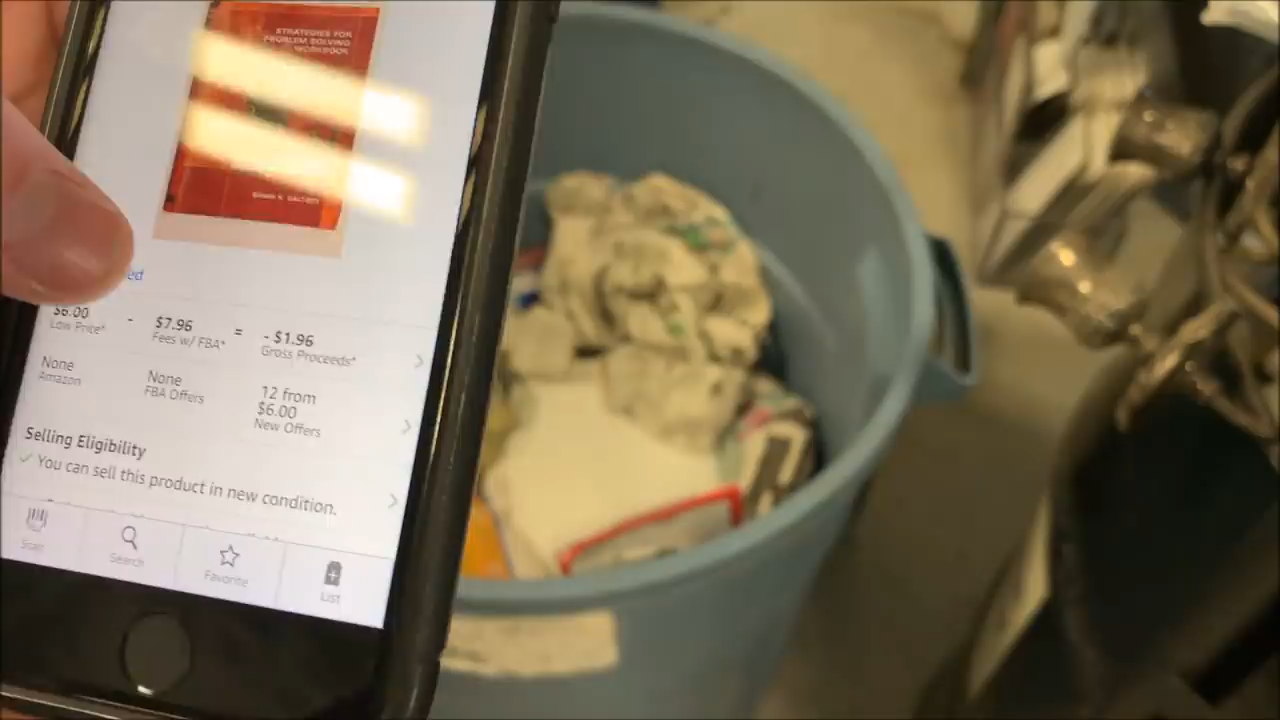 STRATEGIES FOR
PROBLEM SOLVING
WORKBOOK
ed
$6.00 - $7.96 = - $1.96
Low Price* Fees w/ FBA* Gross Proceeds*
None None 12 from
Amazon FBA Offers $6.00
New Offers
Selling Eligibility
You can sell this product in new condition.
Scan Search Favorite List